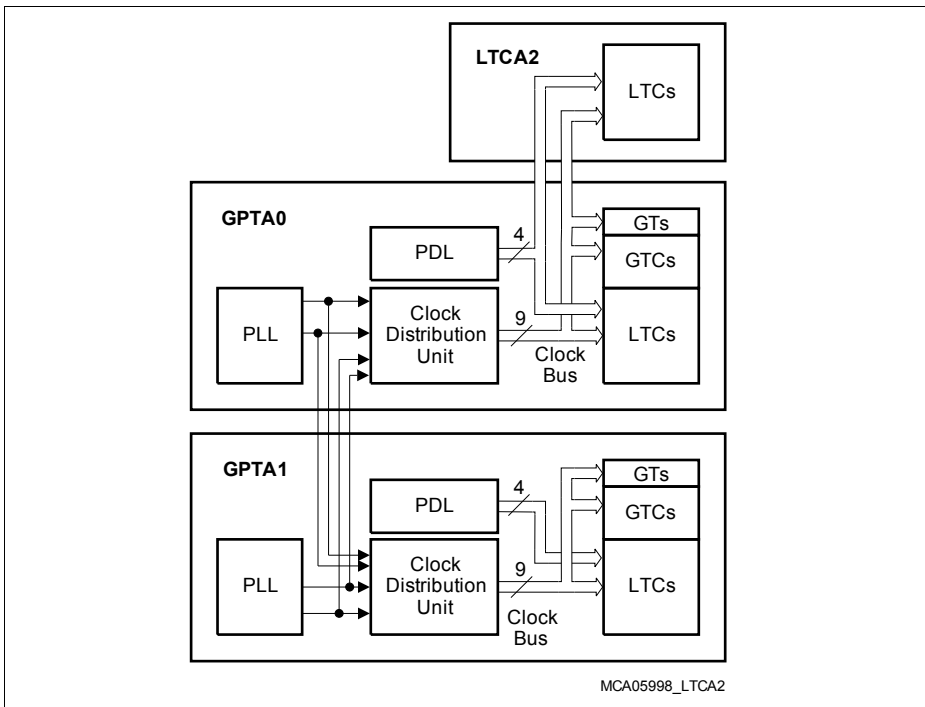 LTCA2
LTCs
GPTA0
PDL
4
GTs
GTCs
PLL
Clock
Distribution
Unit
9
Clock
Bus
LTCs
GPTA1
PDL
4
GTs
GTCs
PLL
Clock
Distribution
Unit
9
Clock
Bus
LTCs
MCA05998_LTCA2